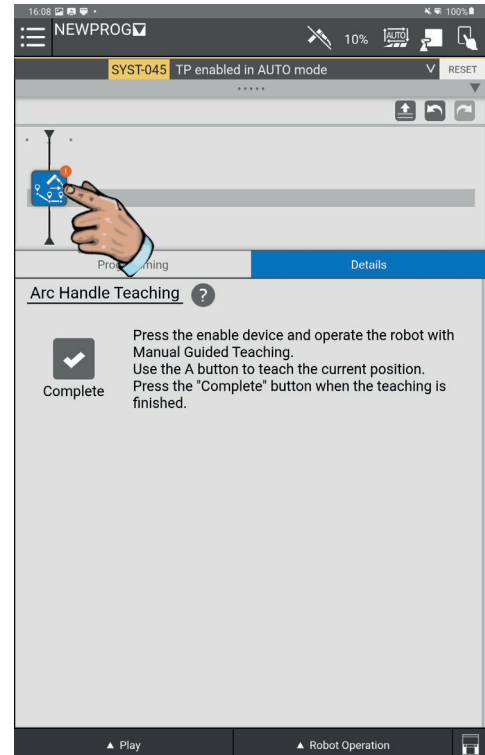 16:08
100%
NEWPROG
10%
AUTO
SYST-045 TP enabled in AUTO mode
RESET
Programming
Details
Arc Handle Teaching ?
Press the enable device and operate the robot with
Manual Guided Teaching.
Use the A button to teach the current position.
Press the "Complete" button when the teaching is
finished.
Complete
Play
Robot Operation